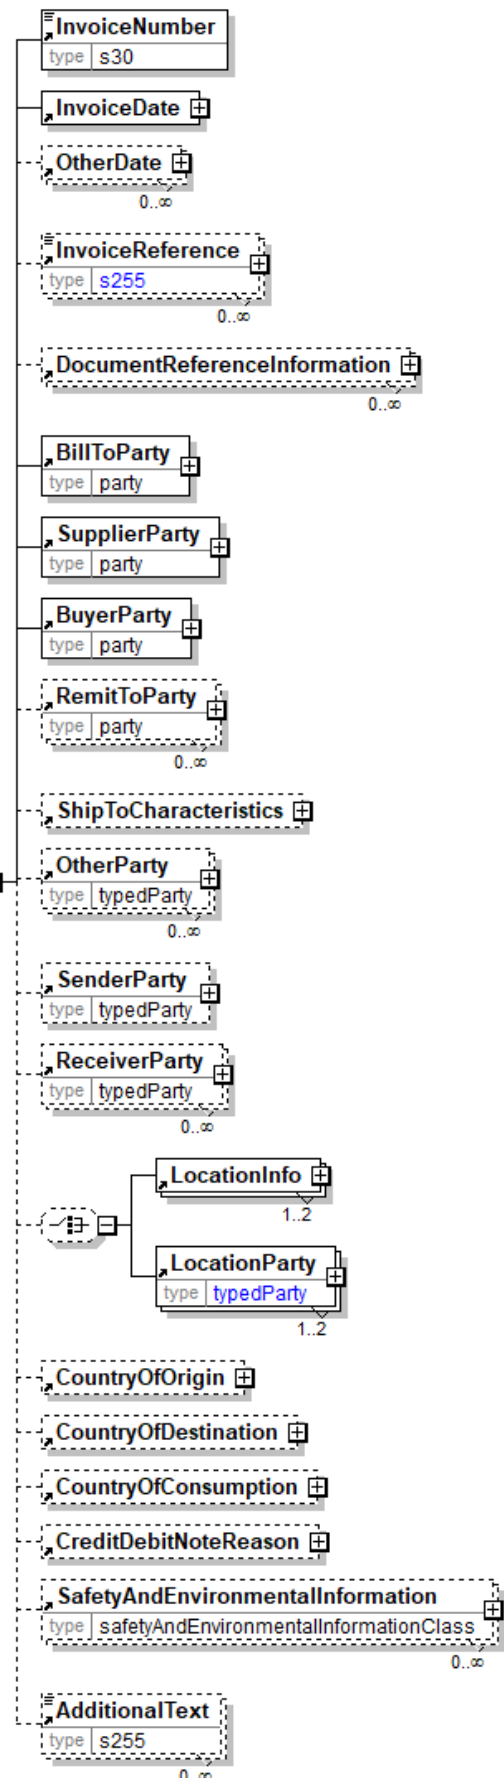 InvoiceNumber
type s30
InvoiceDate
OtherDate
0..∞
InvoiceReference
type s255
0..∞
DocumentReferenceInformation
0..∞
BillToParty
type party
SupplierParty
type party
BuyerParty
type party
RemitToParty
type party
0..∞
ShipToCharacteristics
OtherParty
type typedParty
0..∞
SenderParty
type typedParty
ReceiverParty
type typedParty
0..∞
LocationInfo
1..2
LocationParty
type typedParty
1..2
CountryOfOrigin
CountryOfDestination
CountryOfConsumption
CreditDebitNoteReason
SafetyAndEnvironmentalInformation
type safetyAndEnvironmentalInformationClass
0..∞
AdditionalText
type s255
0..∞